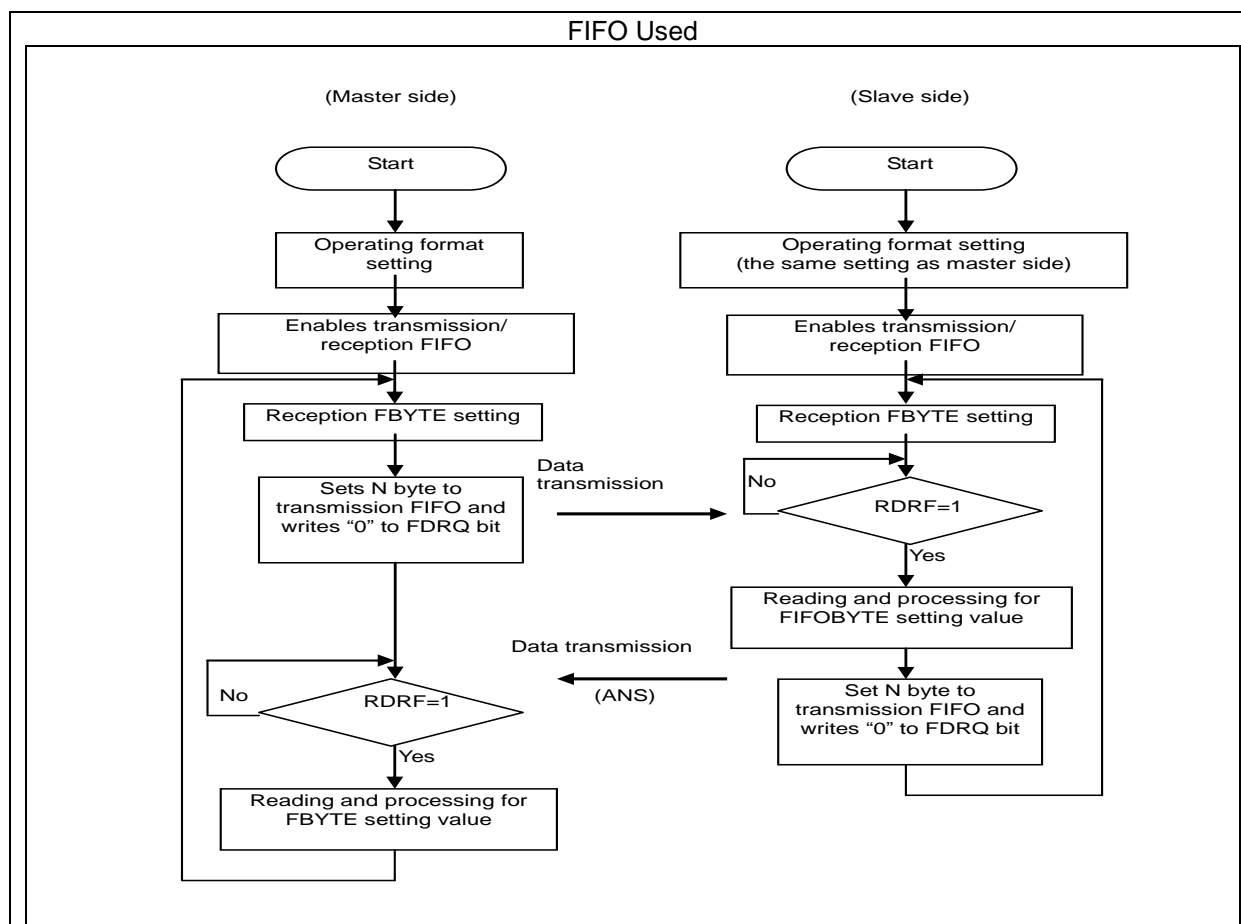 FIFO Used
(Master side)
Start
Operating format
setting
Enables transmission/
reception FIFO
Reception FBYTE setting
Sets N byte to
transmission FIFO and
writes “0” to FDRQ bit
Data
transmission
No
RDRF=1
Yes
Reading and processing for
FBYTE setting value
(Slave side)
Start
Operating format setting
(the same setting as master side)
Enables transmission/
reception FIFO
Reception FBYTE setting
No
RDRF=1
Yes
Reading and processing for
FIFOBYTE setting value
Set N byte to
transmission FIFO and
writes “0” to FDRQ bit
Data transmission
(ANS)